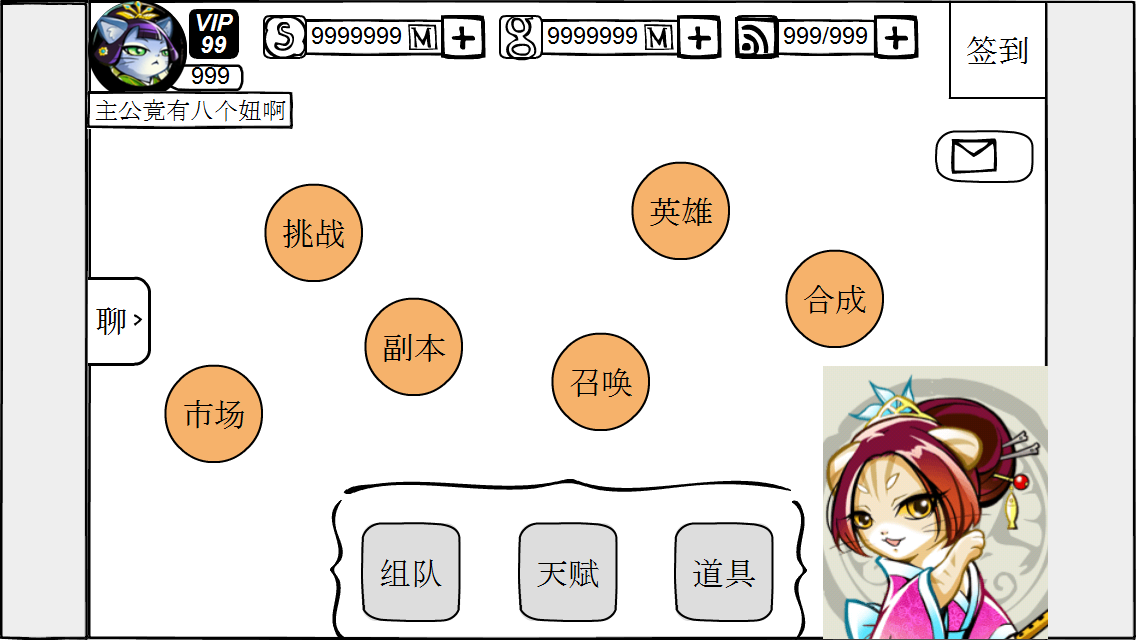 VIP
99
S 9999999 M +
g 9999999 M +
999/999 +
签到
999
主公竟有八个妞啊
挑战
英雄
合成
聊 >
副本
召唤
市场
组队
天赋
道具